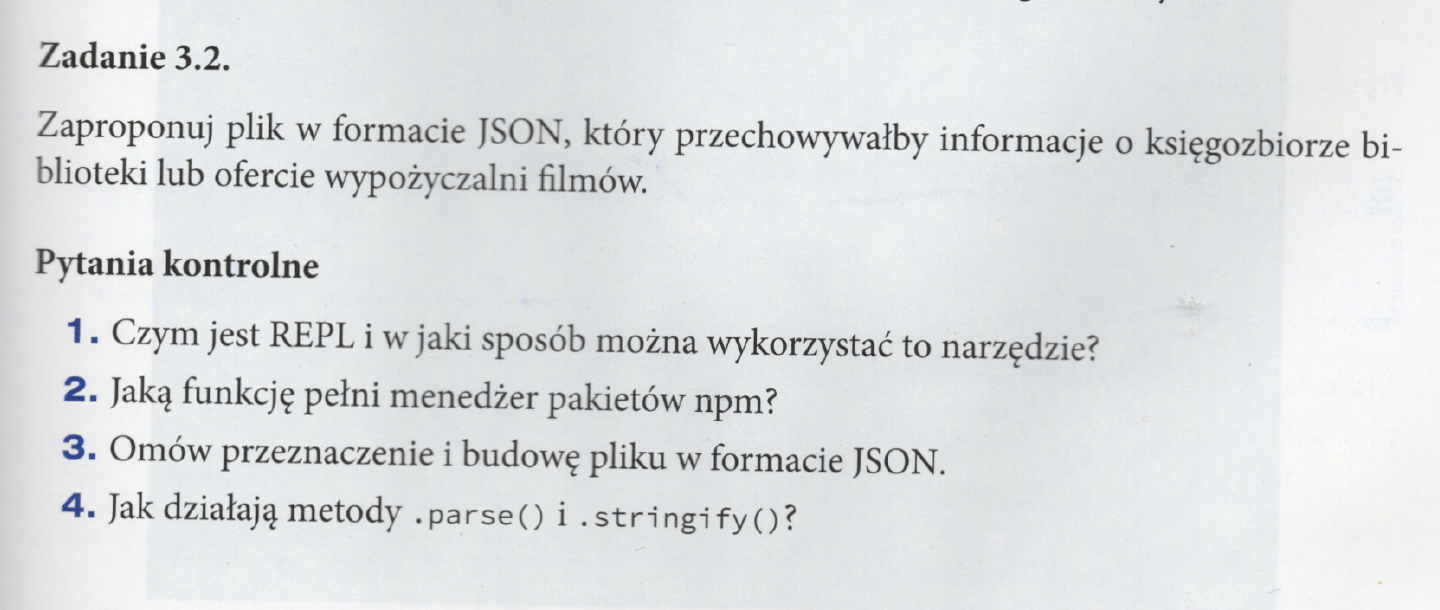 Zadanie 3.2.
Zaproponuj plik w formacie JSON, który przechowywałby informacje o księgozbiorze bi-
blioteki lub ofercie wypożyczalni filmów.
Pytania kontrolne
1. Czym jest REPL i w jaki sposób można wykorzystać to narzędzie?
2. Jaką funkcję pełni menedżer pakietów npm?
3. Omów przeznaczenie i budowę pliku w formacie JSON.
4. Jak działają metody .parse() i .stringify()?